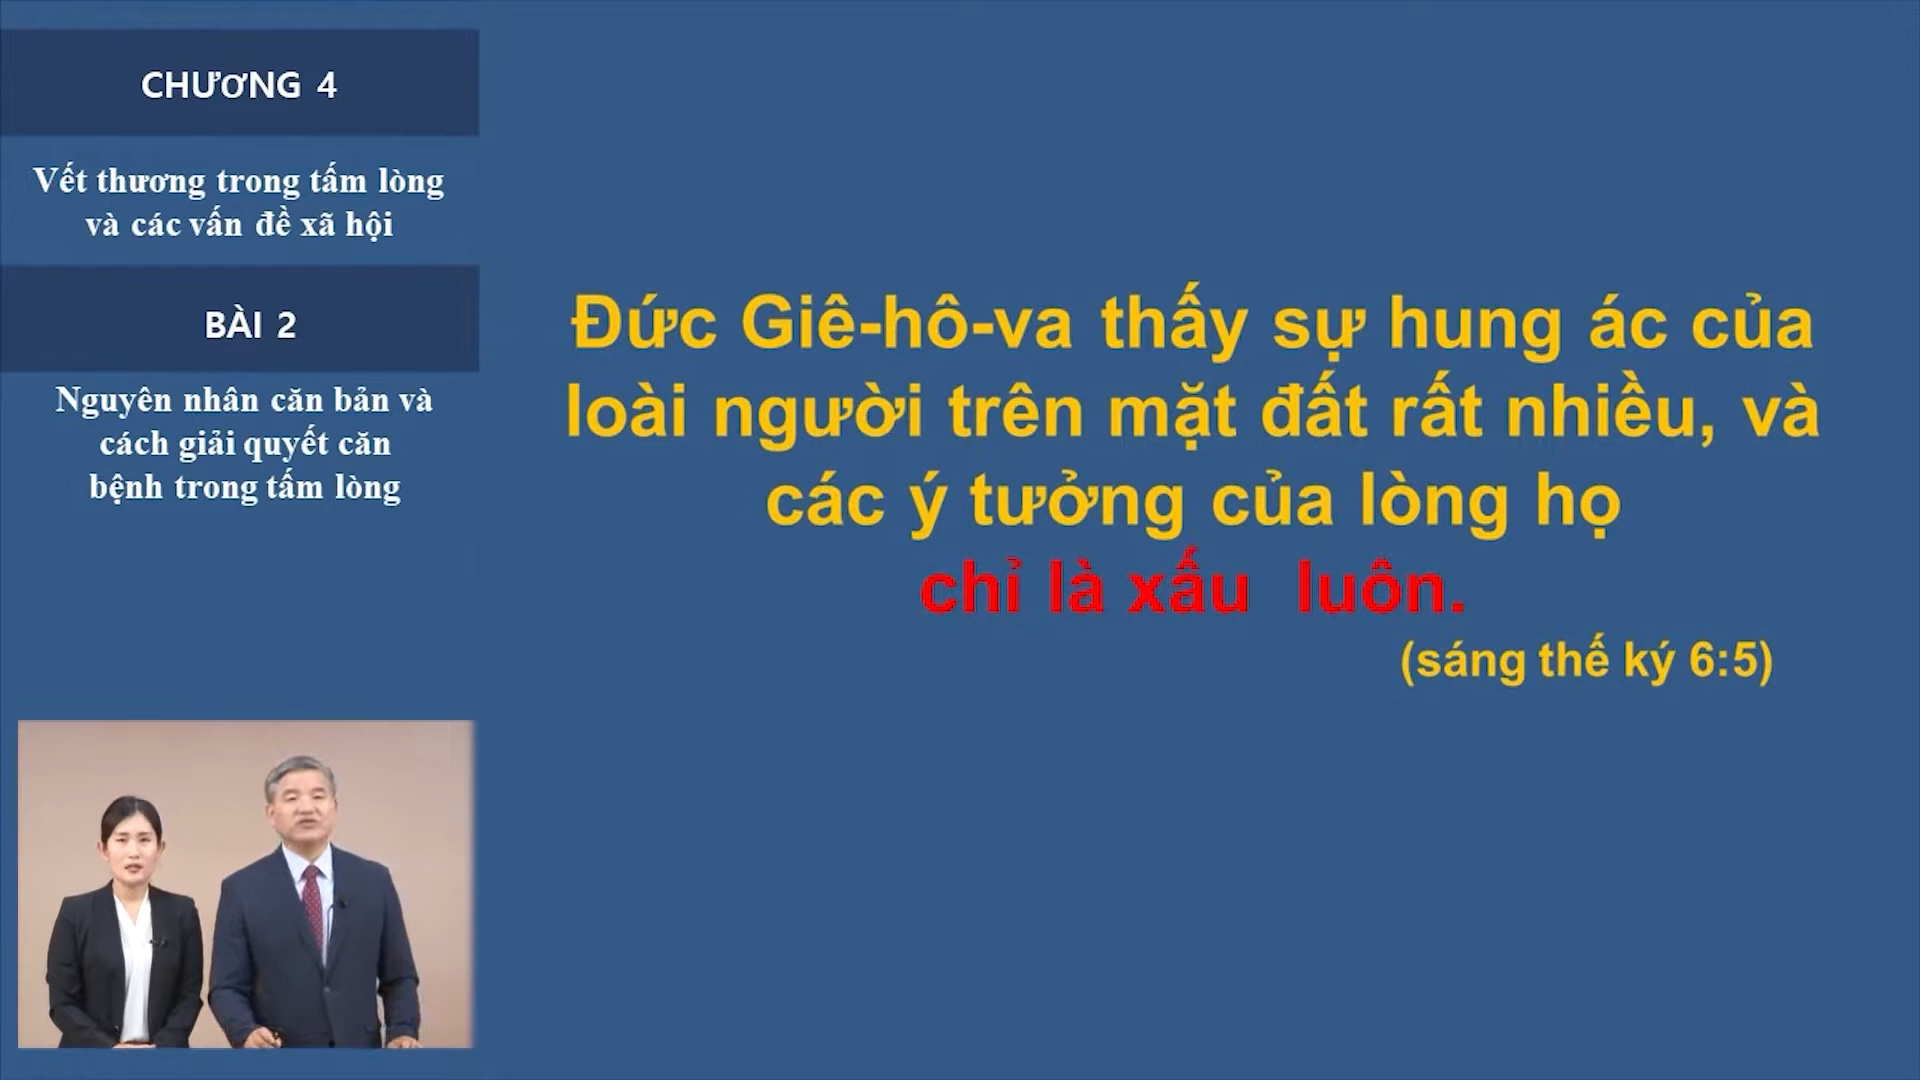 CHƯƠNG 4
Vết thương trong tấm lòng
và các vấn đề xã hội
BÀI 2
Nguyên nhân căn bản và
cách giải quyết căn
bệnh trong tấm lòng
Đức Giê-hô-va thấy sự hung ác của
loài người trên mặt đất rất nhiều, và
các ý tưởng của lòng họ
chỉ là xấu luôn.
(sáng thế ký 6:5)